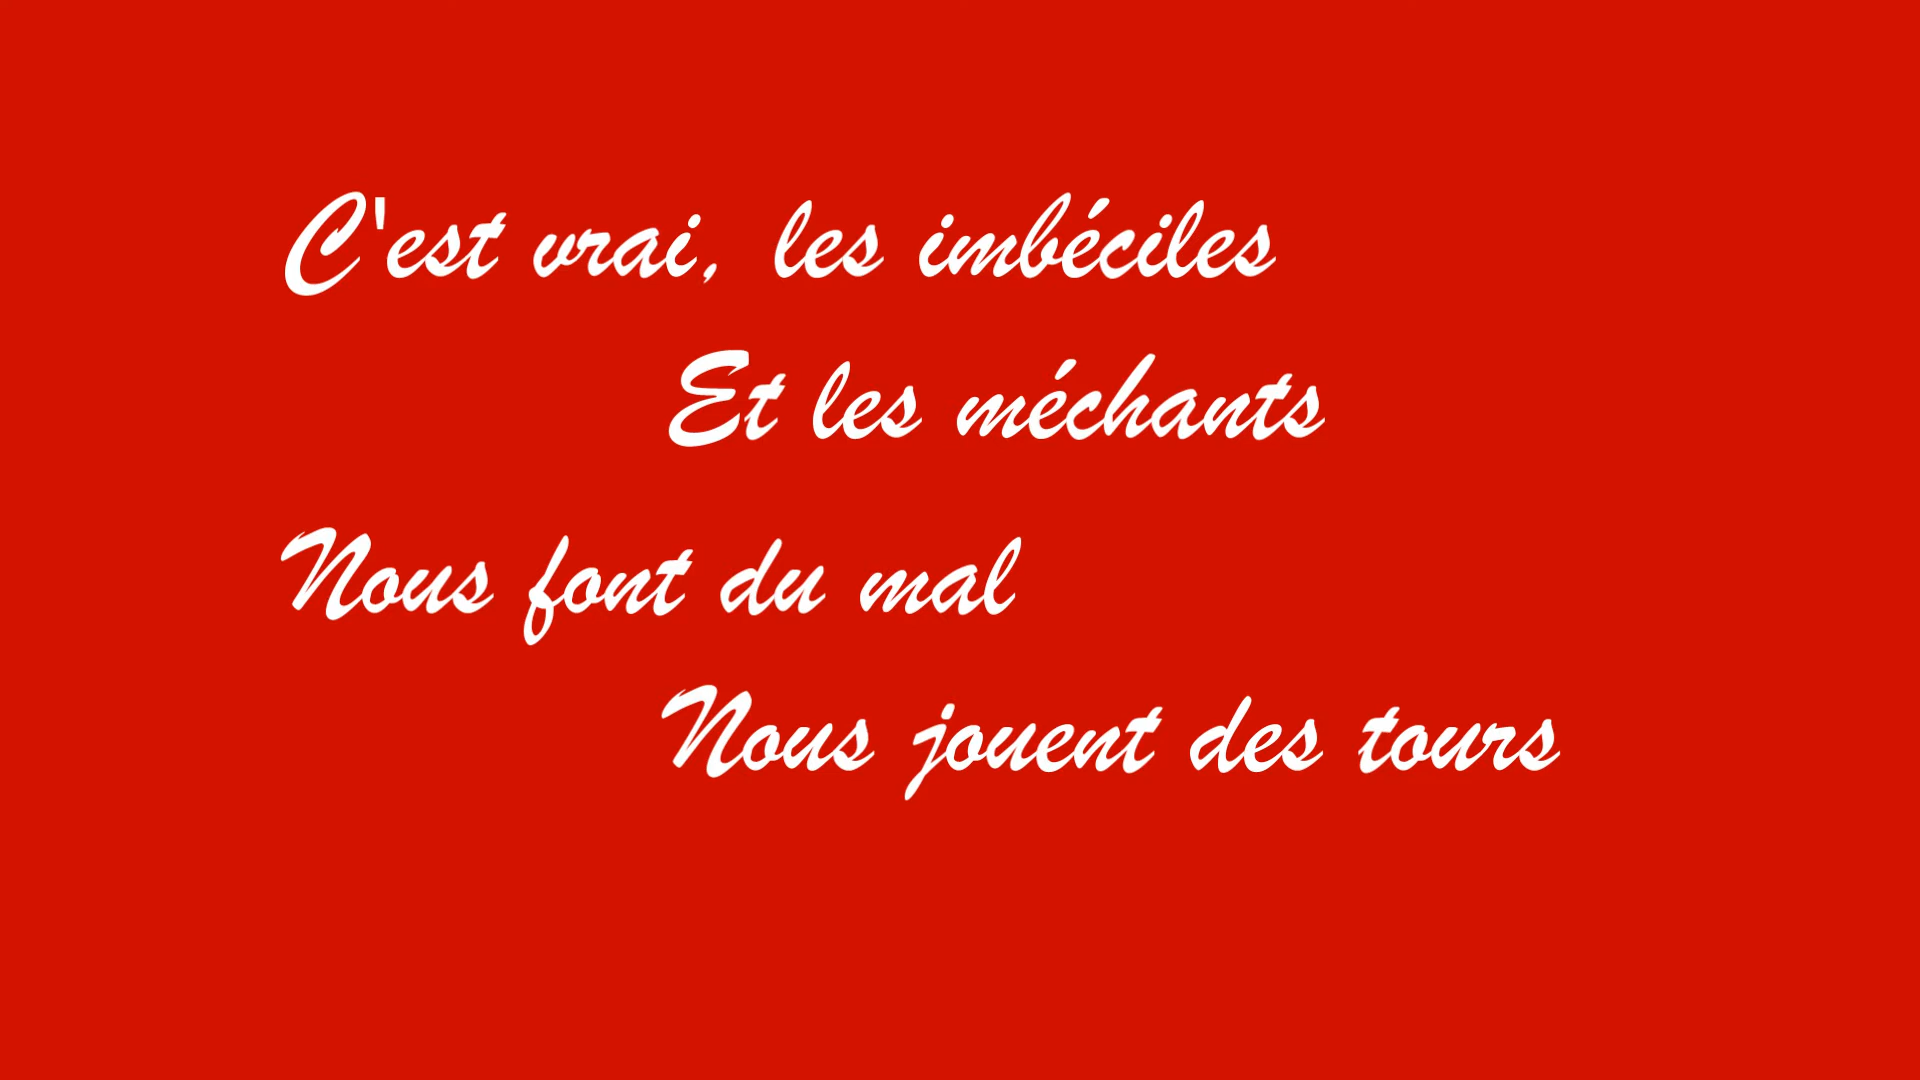 C'est vrai, les imbéciles
Et les méchants
Nous font du mal
Nous jouent des tours